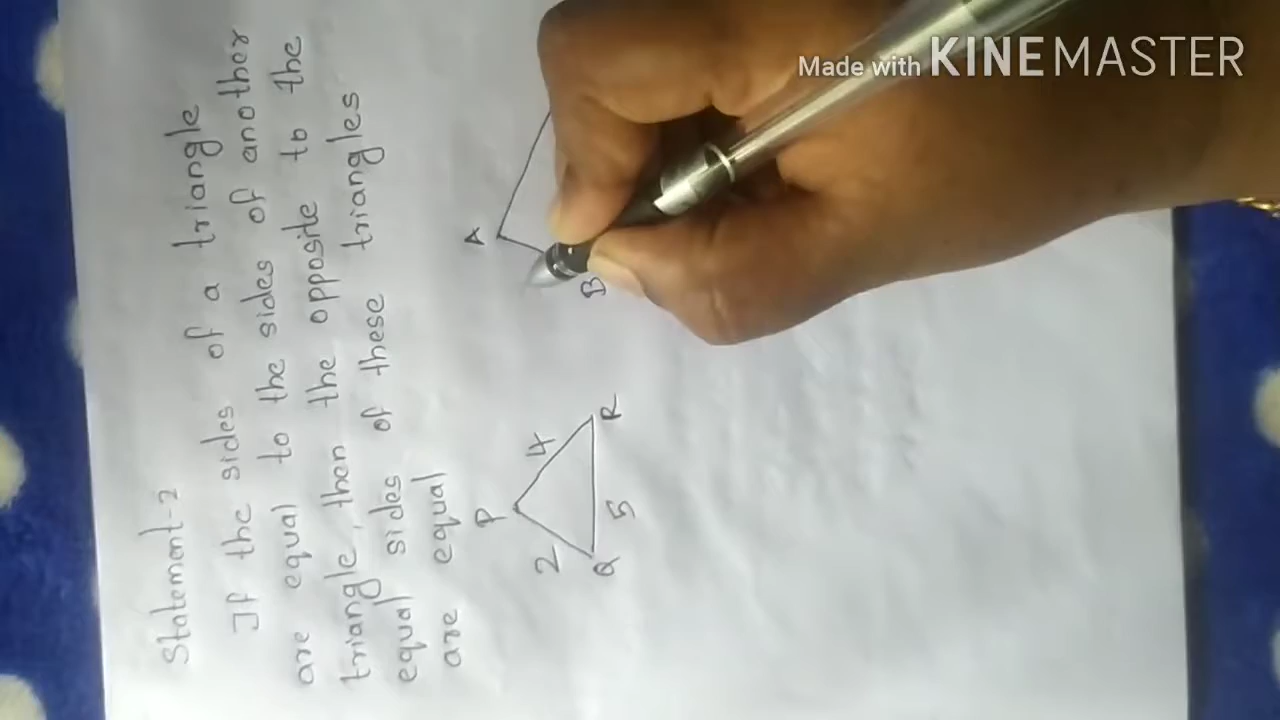 Statement-2
If the sides of a triangle
are equal to the sides of another
triangle, then the opposite to the
equal sides of these triangles
are equal
P
2
4
Q
5
R
A
B
Made with KINEMASTER